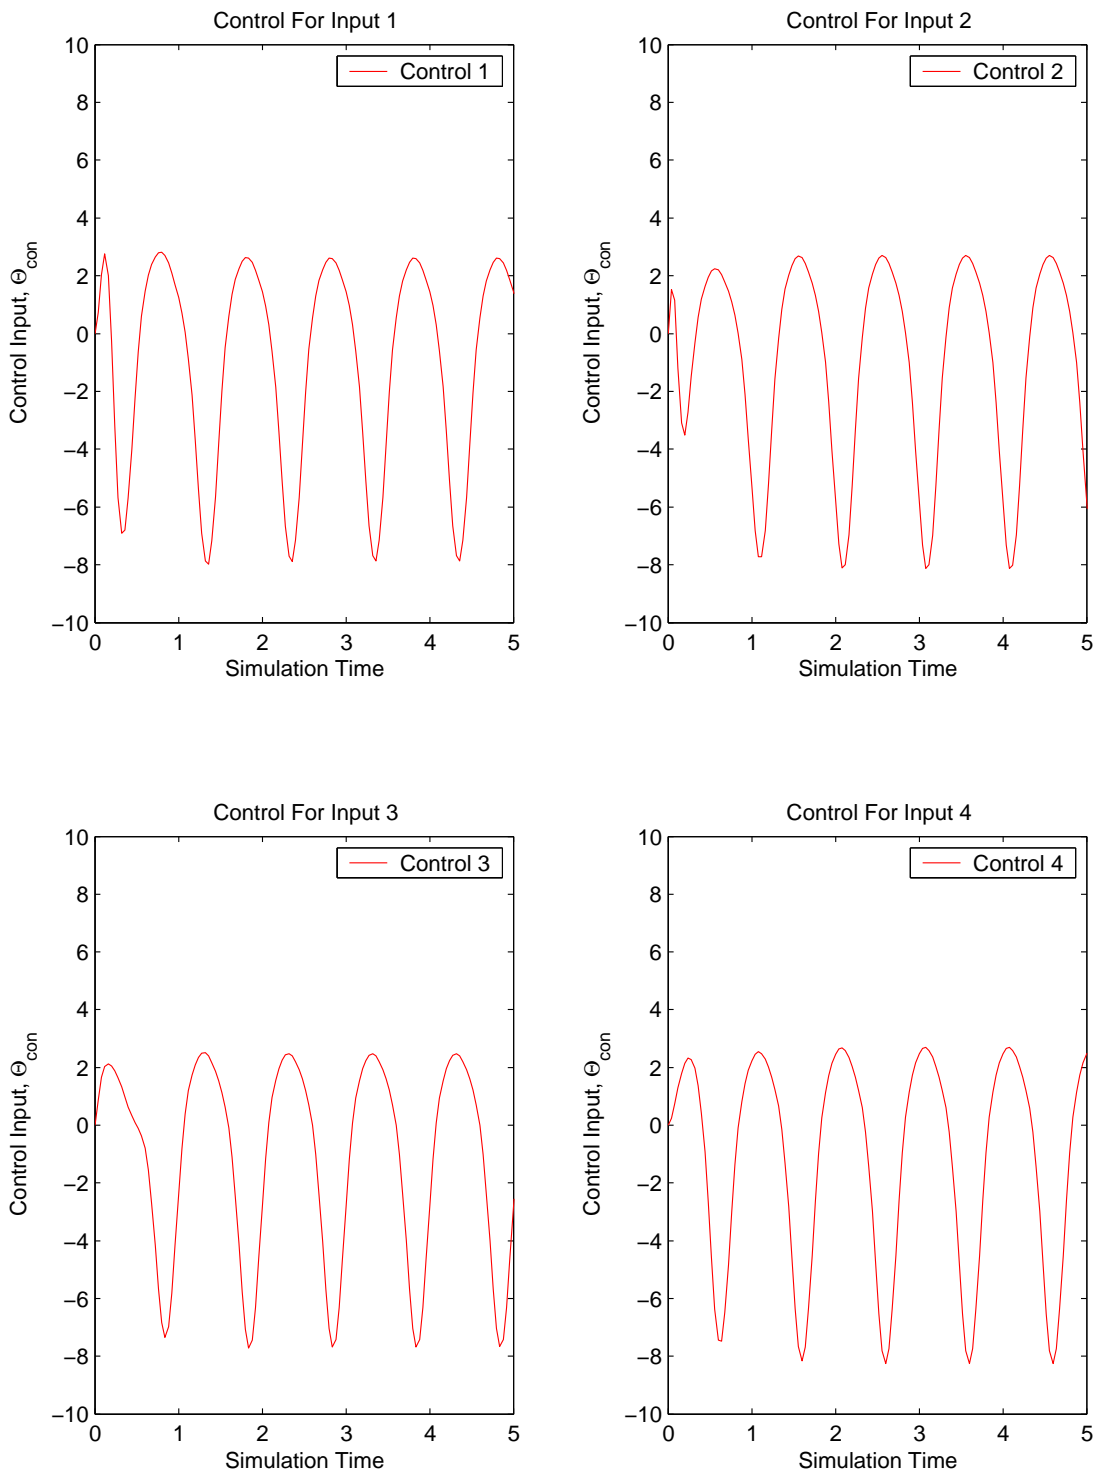 Control For Input 1
Control 1
10
8
6
4
2
0
−2
−4
−6
−8
−10
0 1 2 3 4 5
Control Input, Θcon
Simulation Time
Control For Input 2
Control 2
10
8
6
4
2
0
−2
−4
−6
−8
−10
0 1 2 3 4 5
Control Input, Θcon
Simulation Time
Control For Input 3
Control 3
10
8
6
4
2
0
−2
−4
−6
−8
−10
0 1 2 3 4 5
Control Input, Θcon
Simulation Time
Control For Input 4
Control 4
10
8
6
4
2
0
−2
−4
−6
−8
−10
0 1 2 3 4 5
Control Input, Θcon
Simulation Time